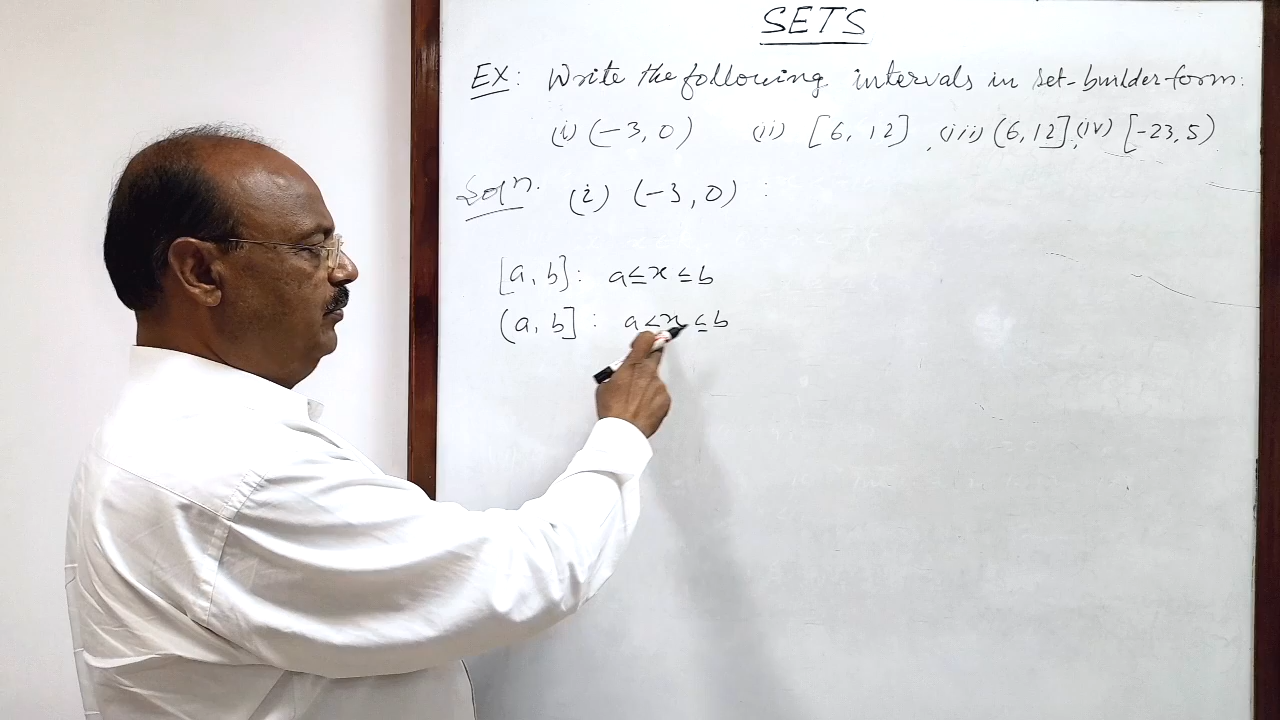 SETS
EX: Write the following intervals in set-builder form:
(i) (-3, 0) (ii) [6, 12] , (iii) (6, 12] , (iv) [-23, 5)
Solⁿ. (i) (-3, 0) :
[a, b] : a ≤ x ≤ b
(a, b] : a < x ≤ b